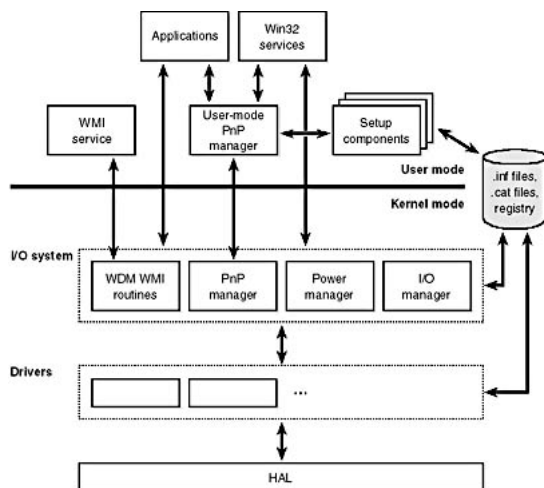 Applications
Win32
services
WMI
service
User-mode
PnP
manager
Setup
components
User mode
Kernel mode
.inf files,
.cat files,
registry
I/O system
WDM WMI
routines
PnP
manager
Power
manager
I/O
manager
Drivers
...
HAL